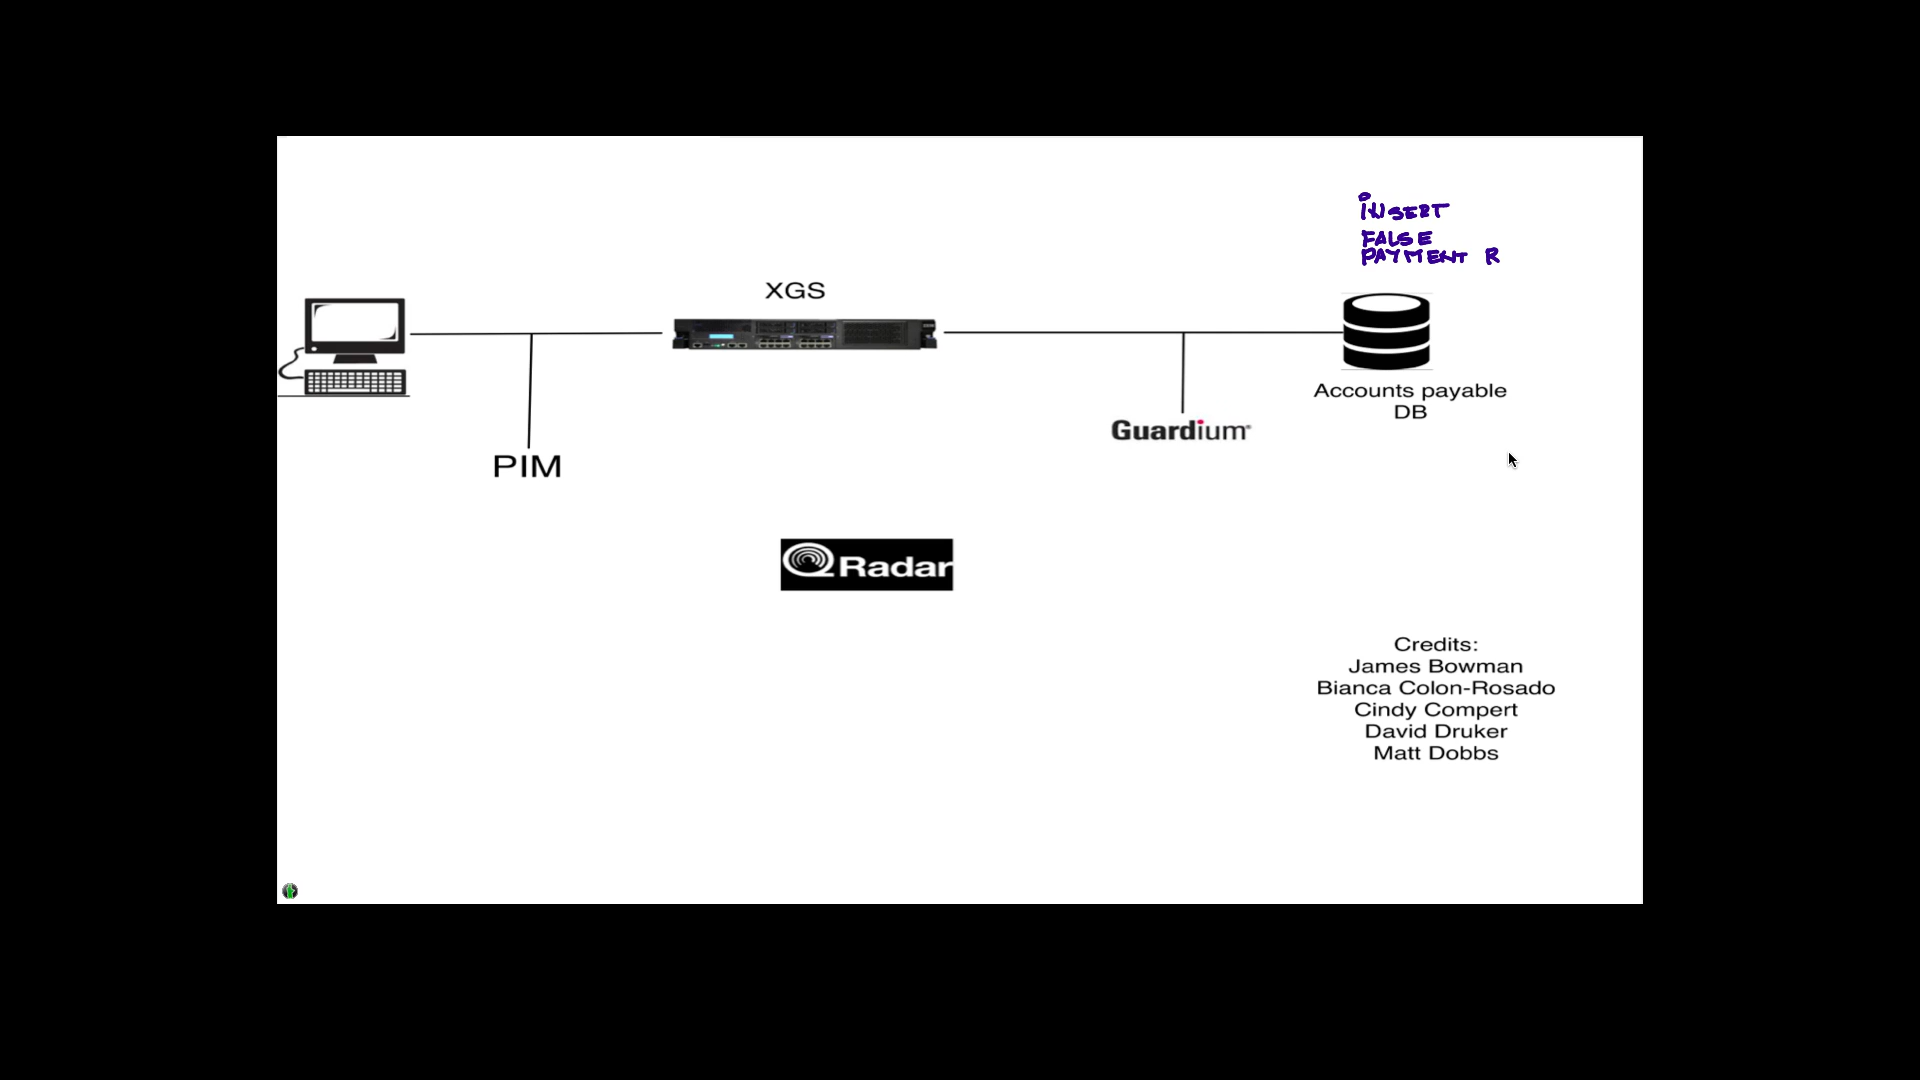 INSERT
FALSE
PAYMENT R
XGS
Accounts payable
DB
Guardium
PIM
QRadar
Credits:
James Bowman
Bianca Colon-Rosado
Cindy Compert
David Druker
Matt Dobbs